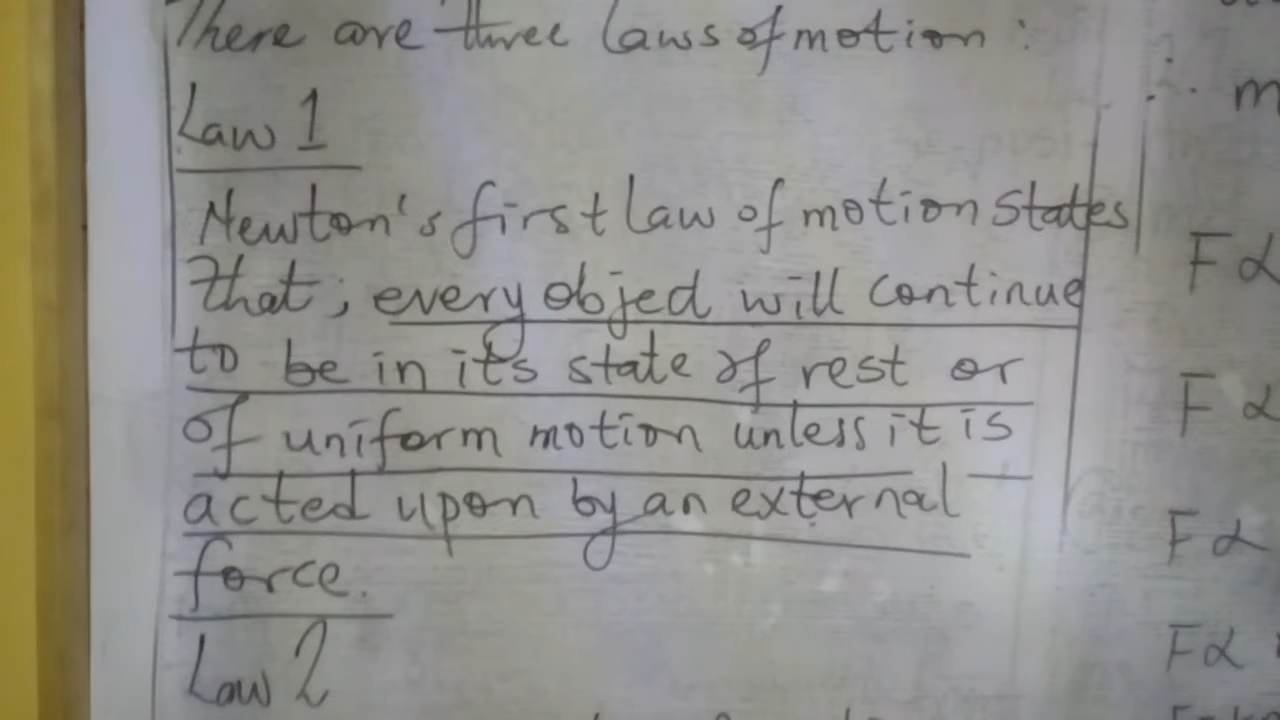 There are three laws of motion :
Law 1
Newton's first law of motion states
that; every object will continue
to be in its state of rest or
of uniform motion unless it is
acted upon by an external
force.
Law 2
∴ m
F α
F α
F α
F α